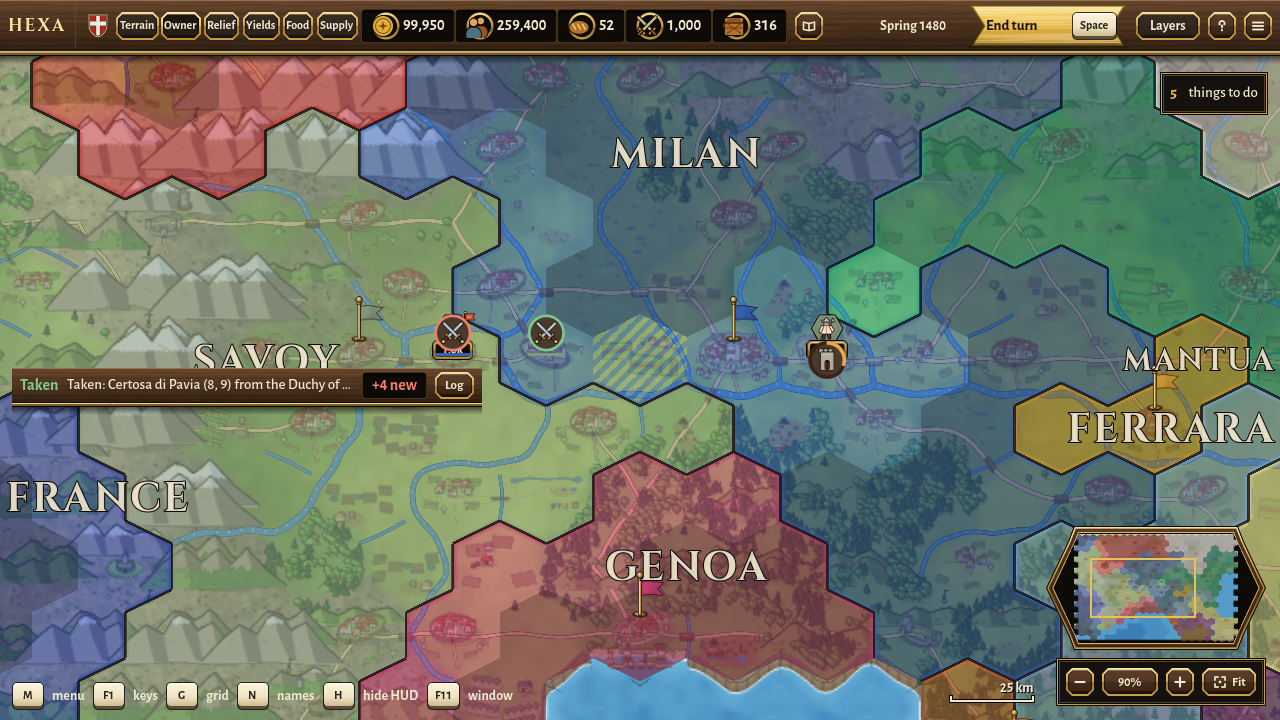 HEXA
Terrain Owner Relief Yields Food Supply
99,950 259,400 52 1,000 316
Spring 1480
End turn Space
Layers ? 
5 things to do
MILAN
SAVOY
MANTUA
Taken Taken: Certosa di Pavia (8, 9) from the Duchy of ... +4 new Log
FERRARA
FRANCE
GENOA
M menu F1 keys G grid N names H hide HUD F11 window
25 km
− 90% + Fit